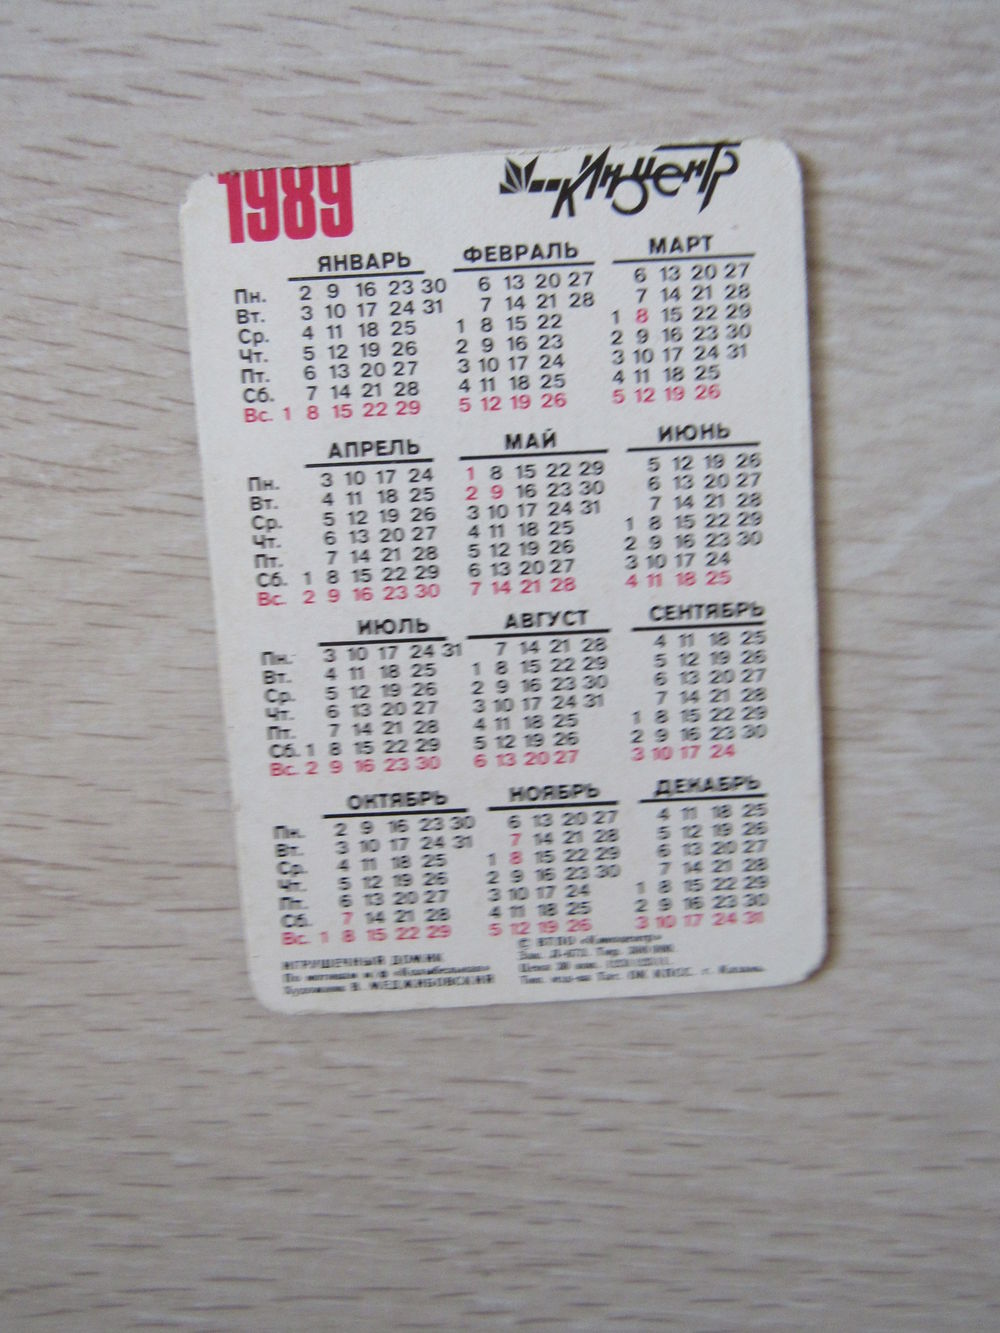 1989 Киноцентр
ЯНВАРЬ ФЕВРАЛЬ МАРТ
Пн. 2 9 16 23 30 6 13 20 27 6 13 20 27
Вт. 3 10 17 24 31 7 14 21 28 7 14 21 28
Ср. 4 11 18 25 1 8 15 22 1 8 15 22 29
Чт. 5 12 19 26 2 9 16 23 2 9 16 23 30
Пт. 6 13 20 27 3 10 17 24 3 10 17 24 31
Сб. 7 14 21 28 4 11 18 25 4 11 18 25
Вс. 1 8 15 22 29 5 12 19 26 5 12 19 26
АПРЕЛЬ МАЙ ИЮНЬ
Пн. 3 10 17 24 1 8 15 22 29 5 12 19 26
Вт. 4 11 18 25 2 9 16 23 30 6 13 20 27
Ср. 5 12 19 26 3 10 17 24 31 7 14 21 28
Чт. 6 13 20 27 4 11 18 25 1 8 15 22 29
Пт. 7 14 21 28 5 12 19 26 2 9 16 23 30
Сб. 1 8 15 22 29 6 13 20 27 3 10 17 24
Вс. 2 9 16 23 30 7 14 21 28 4 11 18 25
ИЮЛЬ АВГУСТ СЕНТЯБРЬ
Пн. 3 10 17 24 31 7 14 21 28 4 11 18 25
Вт. 4 11 18 25 1 8 15 22 29 5 12 19 26
Ср. 5 12 19 26 2 9 16 23 30 6 13 20 27
Чт. 6 13 20 27 3 10 17 24 31 7 14 21 28
Пт. 7 14 21 28 4 11 18 25 1 8 15 22 29
Сб. 1 8 15 22 29 5 12 19 26 2 9 16 23 30
Вс. 2 9 16 23 30 6 13 20 27 3 10 17 24
ОКТЯБРЬ НОЯБРЬ ДЕКАБРЬ
Пн. 2 9 16 23 30 6 13 20 27 4 11 18 25
Вт. 3 10 17 24 31 7 14 21 28 5 12 19 26
Ср. 4 11 18 25 1 8 15 22 29 6 13 20 27
Чт. 5 12 19 26 2 9 16 23 30 7 14 21 28
Пт. 6 13 20 27 3 10 17 24 1 8 15 22 29
Сб. 7 14 21 28 4 11 18 25 2 9 16 23 30
Вс. 1 8 15 22 29 5 12 19 26 3 10 17 24 31
ИГРУШЕЧНЫЙ ДОМИК
По мотивам м/ф «Колыбельная»
Художник В. МЕДЖИБОВСКИЙ
© ВТПО «Киноцентр»
Цена
г. Казань